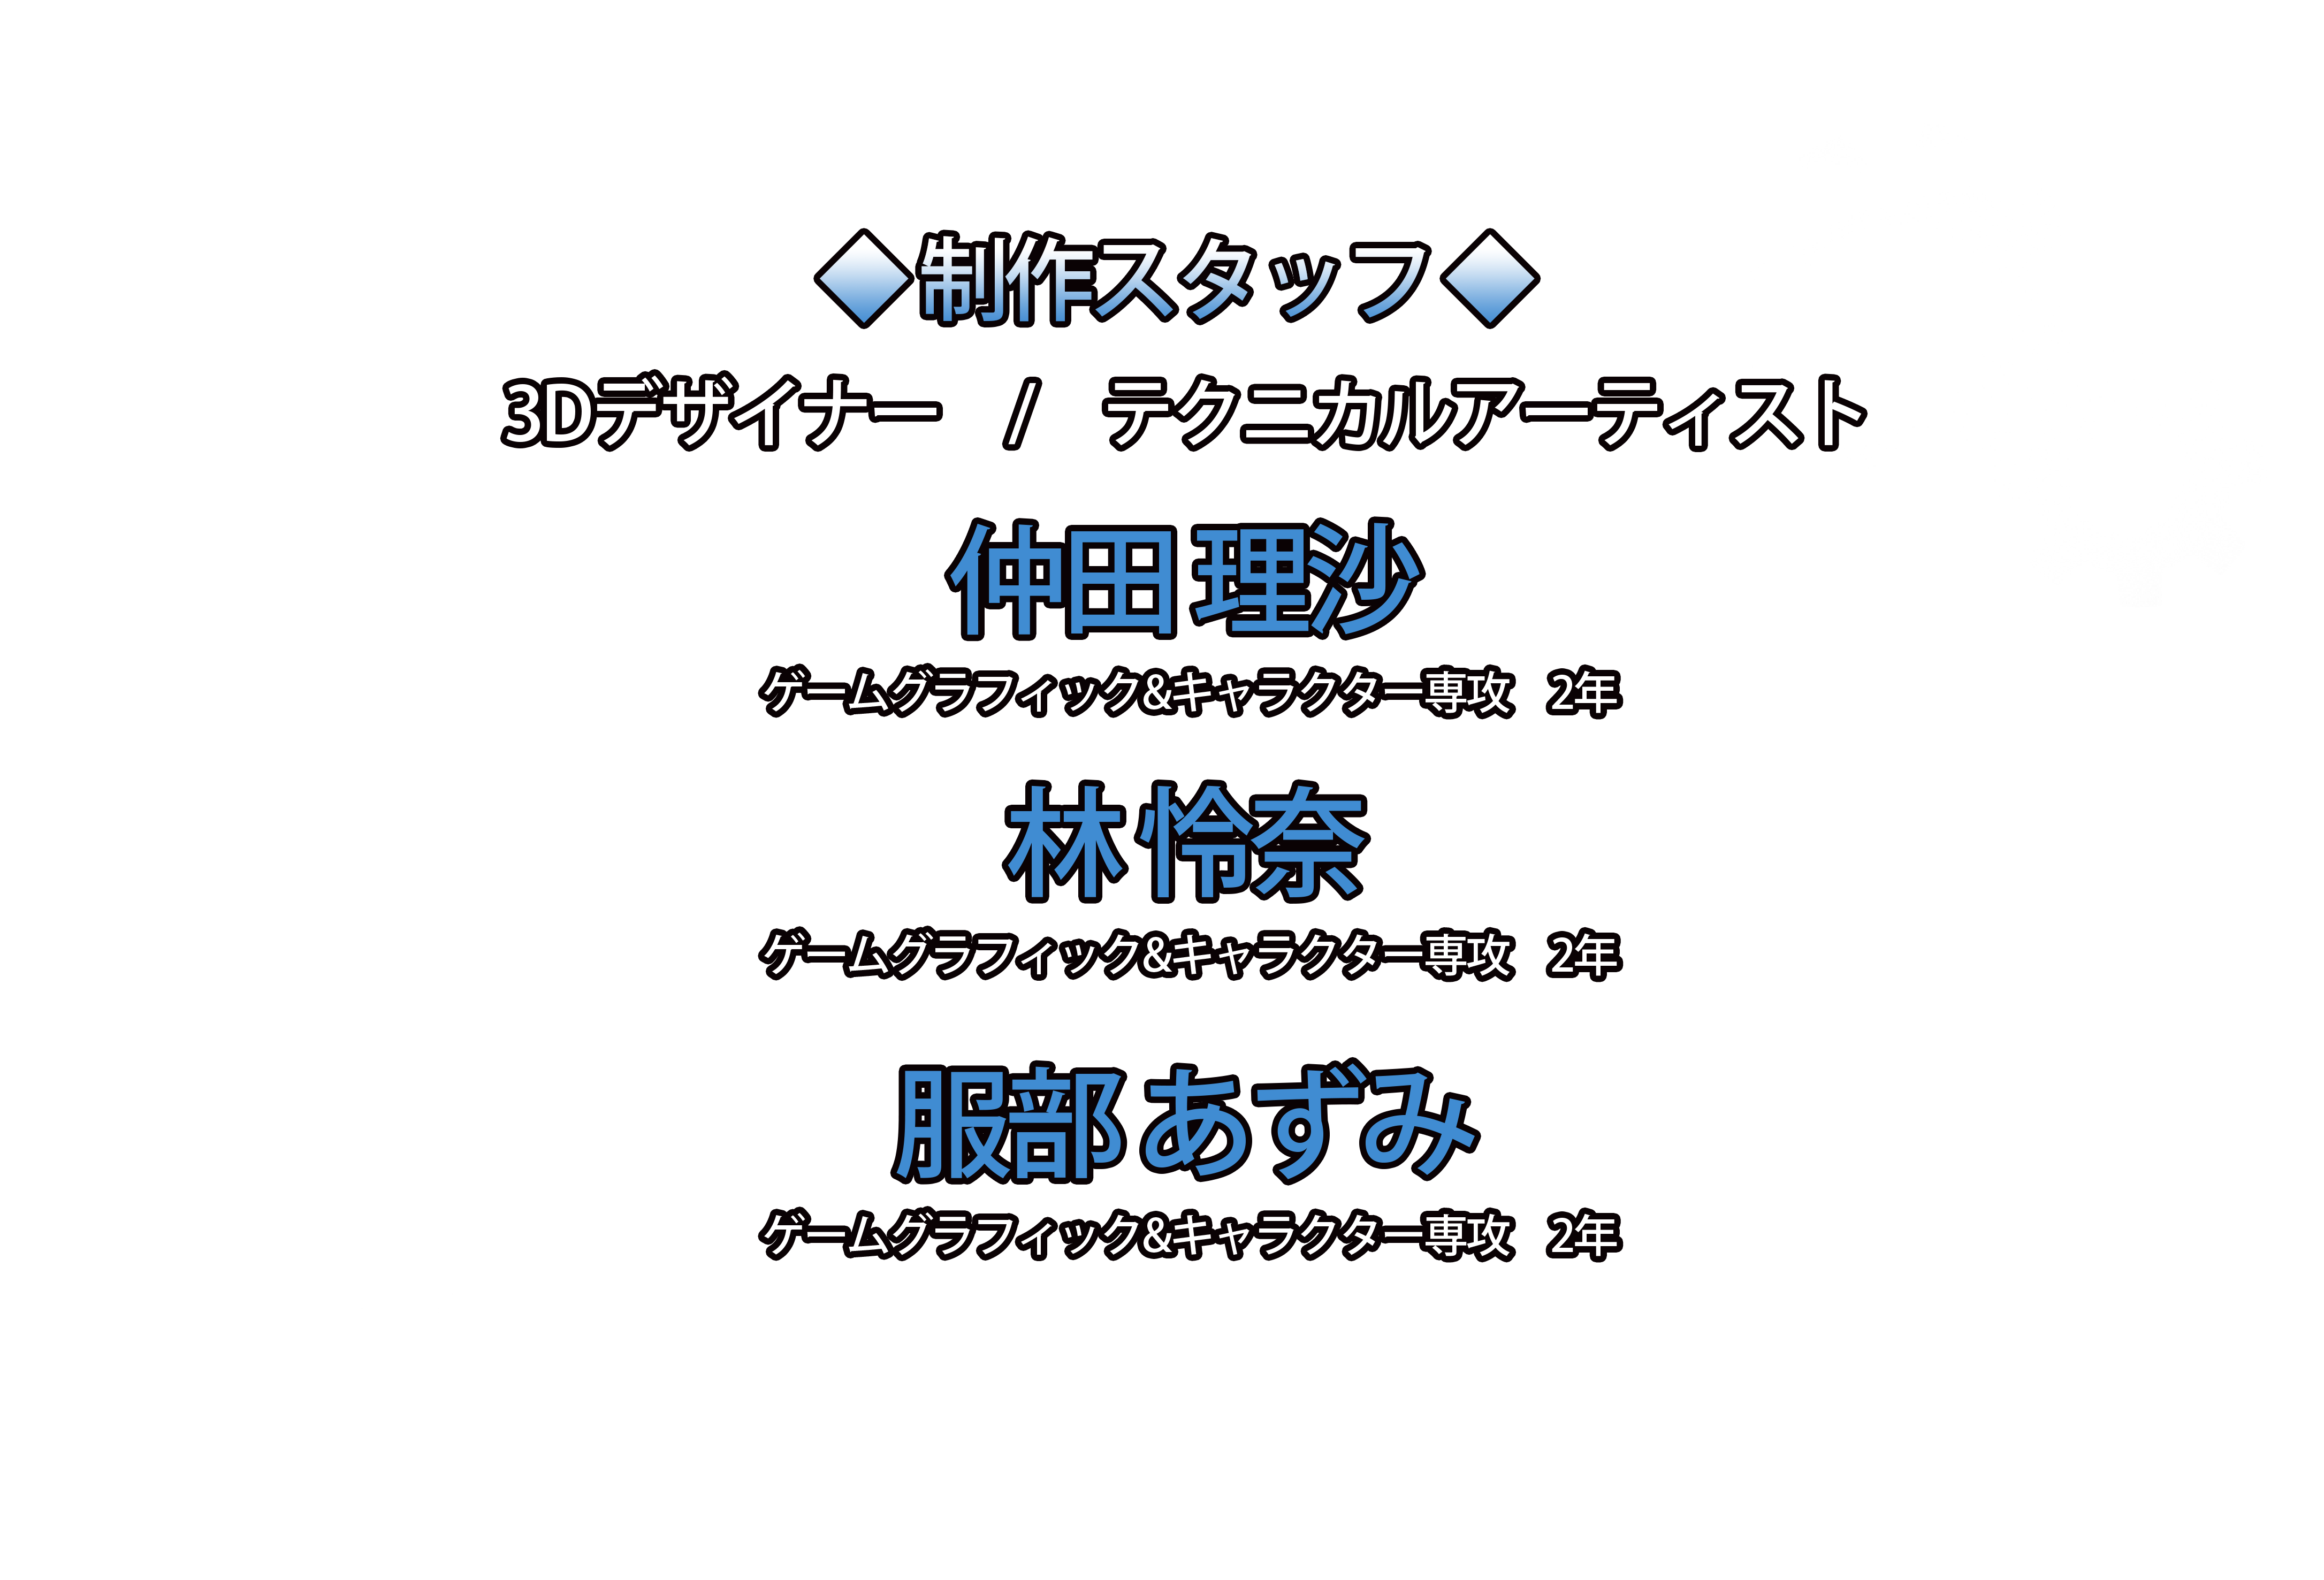 ◆制作スタッフ◆
3Dデザイナー / テクニカルアーティスト
仲田 理沙
ゲームグラフィック&キャラクター専攻 2年
林 怜奈
ゲームグラフィック&キャラクター専攻 2年
服部 あずみ
ゲームグラフィック&キャラクター専攻 2年